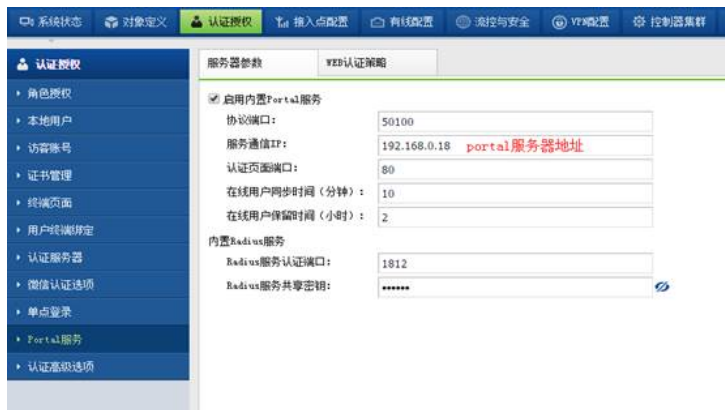 系统状态 对象定义 认证授权 接入点配置 有线配置 流控与安全 VPN配置 控制器集群
认证授权
角色授权
本地用户
访客账号
证书管理
终端页面
用户终端绑定
认证服务器
微信认证选项
单点登录
Portal服务
认证高级选项
服务器参数 WEB认证策略
启用内置Portal服务
协议端口: 50100
服务通信IP: 192.168.0.18 portal服务器地址
认证页面端口: 80
在线用户同步时间(分钟): 10
在线用户保留时间(小时): 2
内置Radius服务
Radius服务认证端口: 1812
Radius服务共享密钥: ••••••